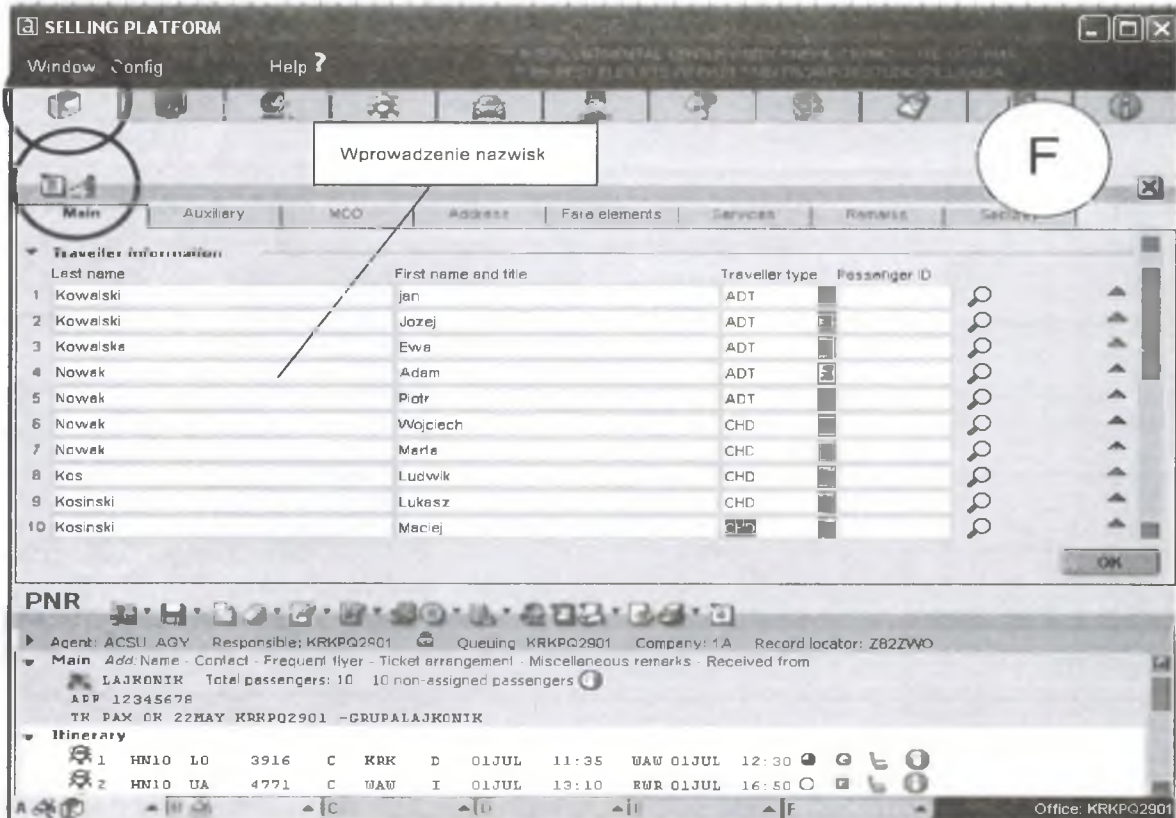 a SELLING PLATFORM
Window Config Help ?
Wprowadzenie nazwisk
F
Main Auxiliary MCO Address Fare elements Services Remarks
Traveller information
Last name First name and title Traveller type Passenger ID
1 Kowalski jan ADT
2 Kowalski Jozej ADT
3 Kowalska Ewa ADT
4 Nowak Adam ADT
5 Nowak Piotr ADT
6 Nowak Wojciech CHD
7 Nowak Marta CHD
8 Kos Ludwik CHD
9 Kosinski Lukasz CHD
10 Kosinski Maciej CHD
OK
PNR
Agent: ACSU AGY Responsible: KRKPQ2901 Queuing KRKPQ2901 Company: 1A Record locator: Z82ZWO
Main Add: Name - Contact - Frequent flyer - Ticket arrangement - Miscellaneous remarks - Received from
LAJKONIK Total passengers: 10 10 non-assigned passengers
12345678
TK PAX OK 22MAY KRKPQ2901 -GRUPALAJKONIK
Itinerary
1 HN10 LO 3916 C KRK D 01JUL 11:35 WAW 01JUL 12:30
2 HN10 UA 4771 C WAW I 01JUL 13:10 EWR 01JUL 16:50
A C D E F Office: KRKPQ2901